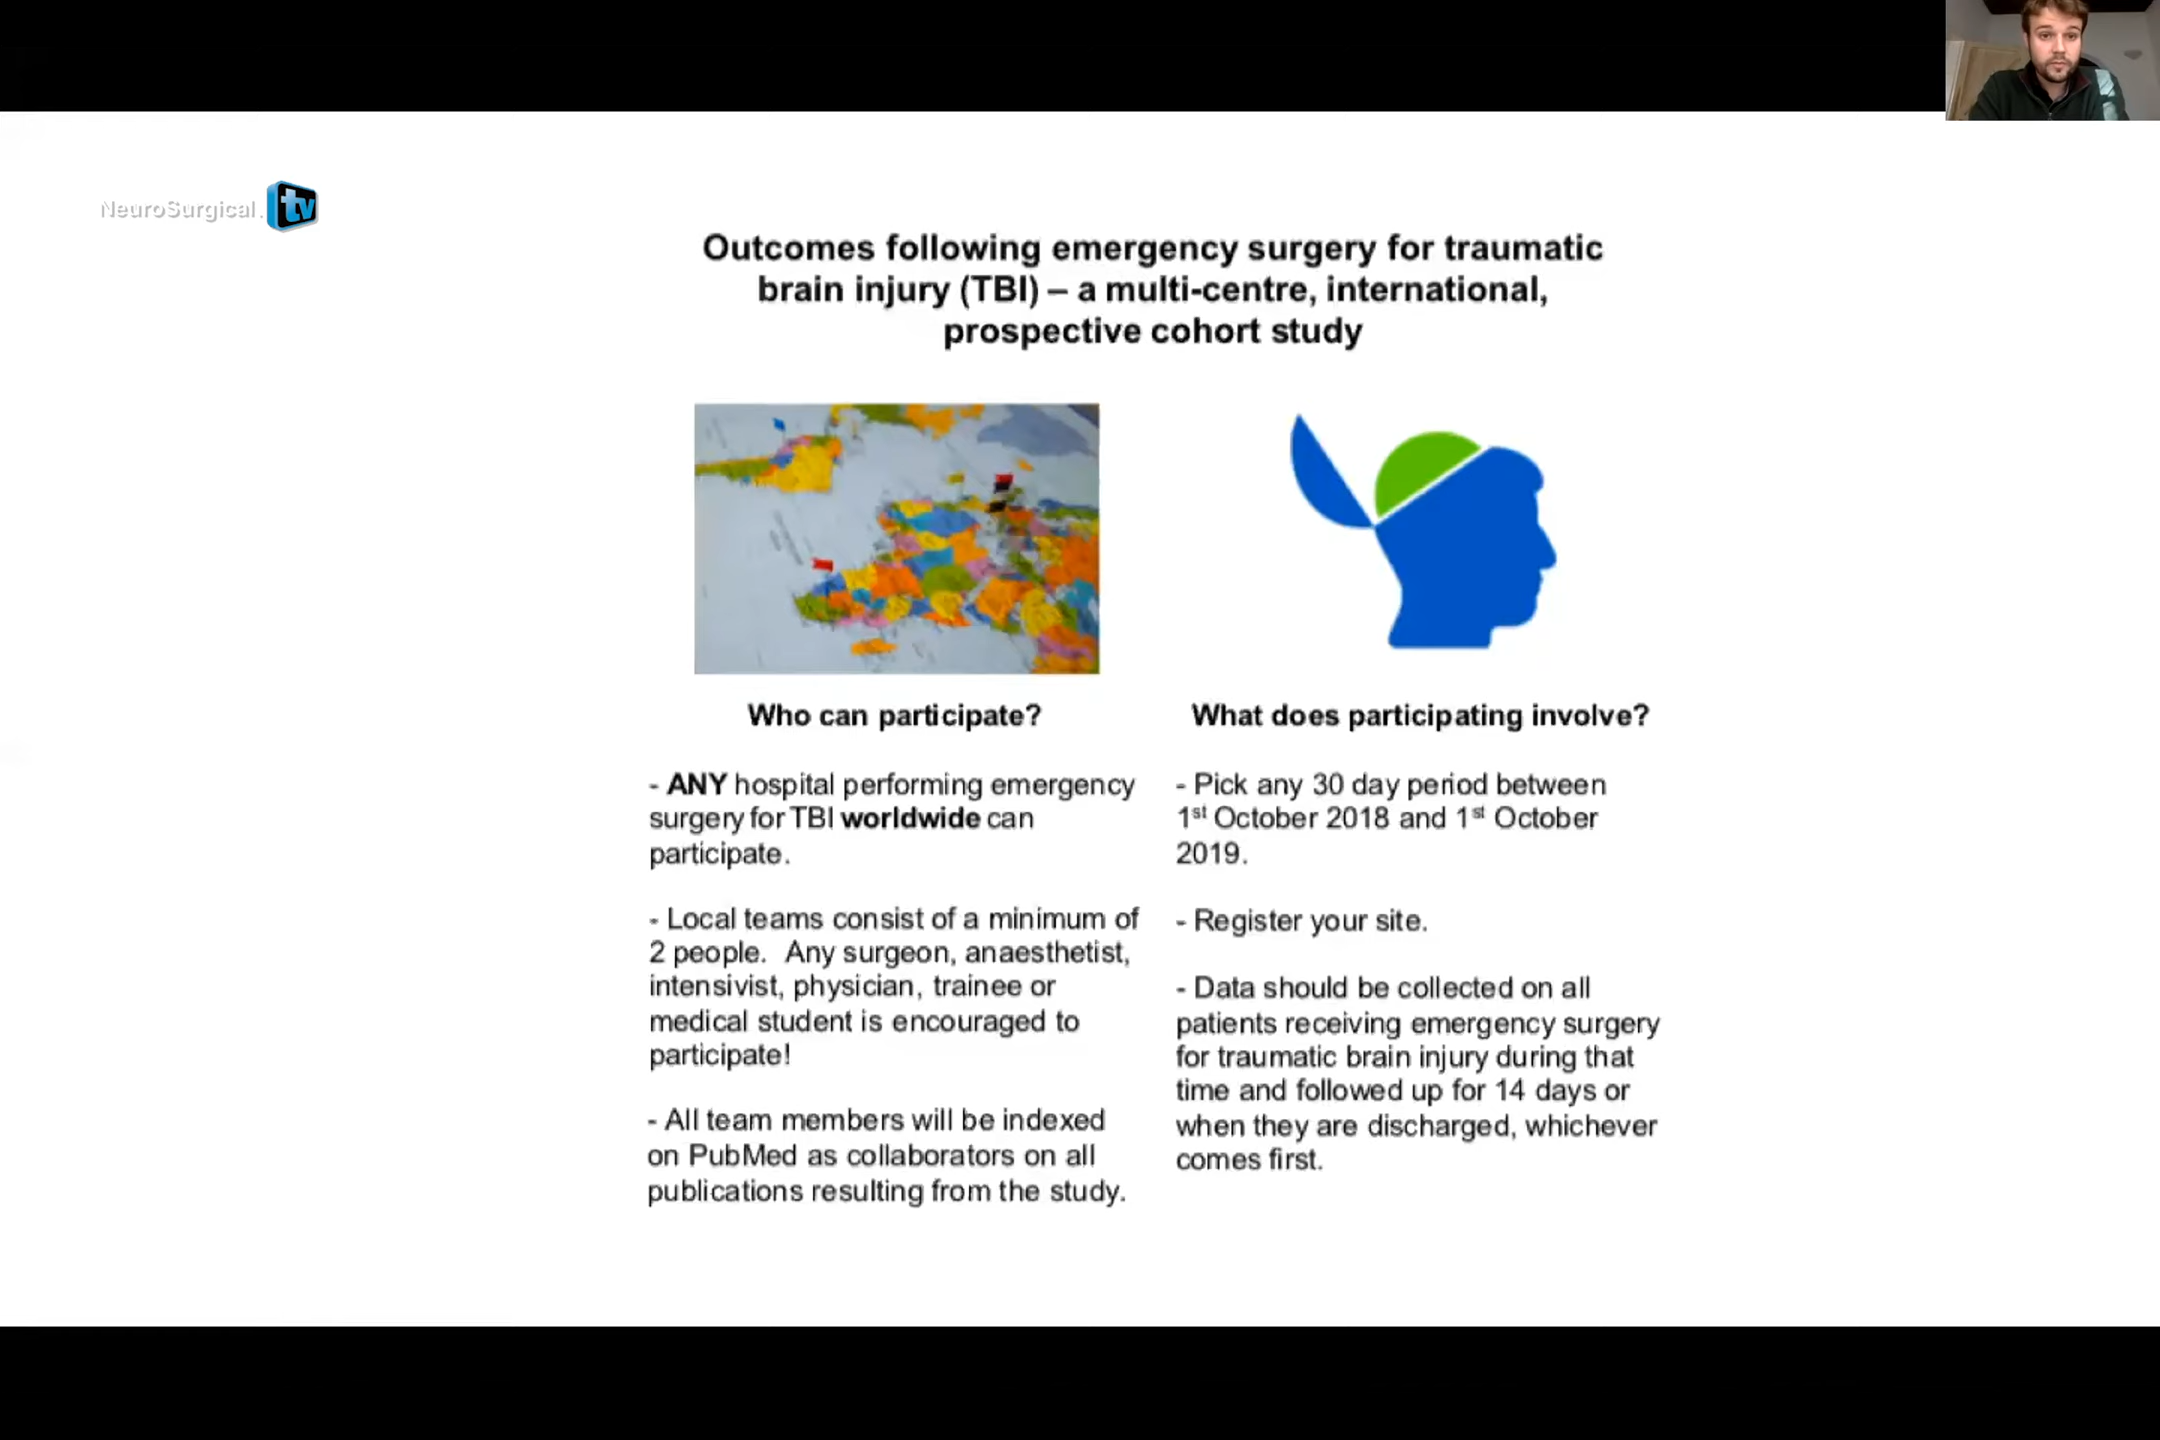 NeuroSurgical.tv
Outcomes following emergency surgery for traumatic
brain injury (TBI) – a multi-centre, international,
prospective cohort study
Who can participate?
- ANY hospital performing emergency
surgery for TBI worldwide can
participate.
- Local teams consist of a minimum of
2 people. Any surgeon, anaesthetist,
intensivist, physician, trainee or
medical student is encouraged to
participate!
- All team members will be indexed
on PubMed as collaborators on all
publications resulting from the study.
What does participating involve?
- Pick any 30 day period between
1st October 2018 and 1st October
2019.
- Register your site.
- Data should be collected on all
patients receiving emergency surgery
for traumatic brain injury during that
time and followed up for 14 days or
when they are discharged, whichever
comes first.